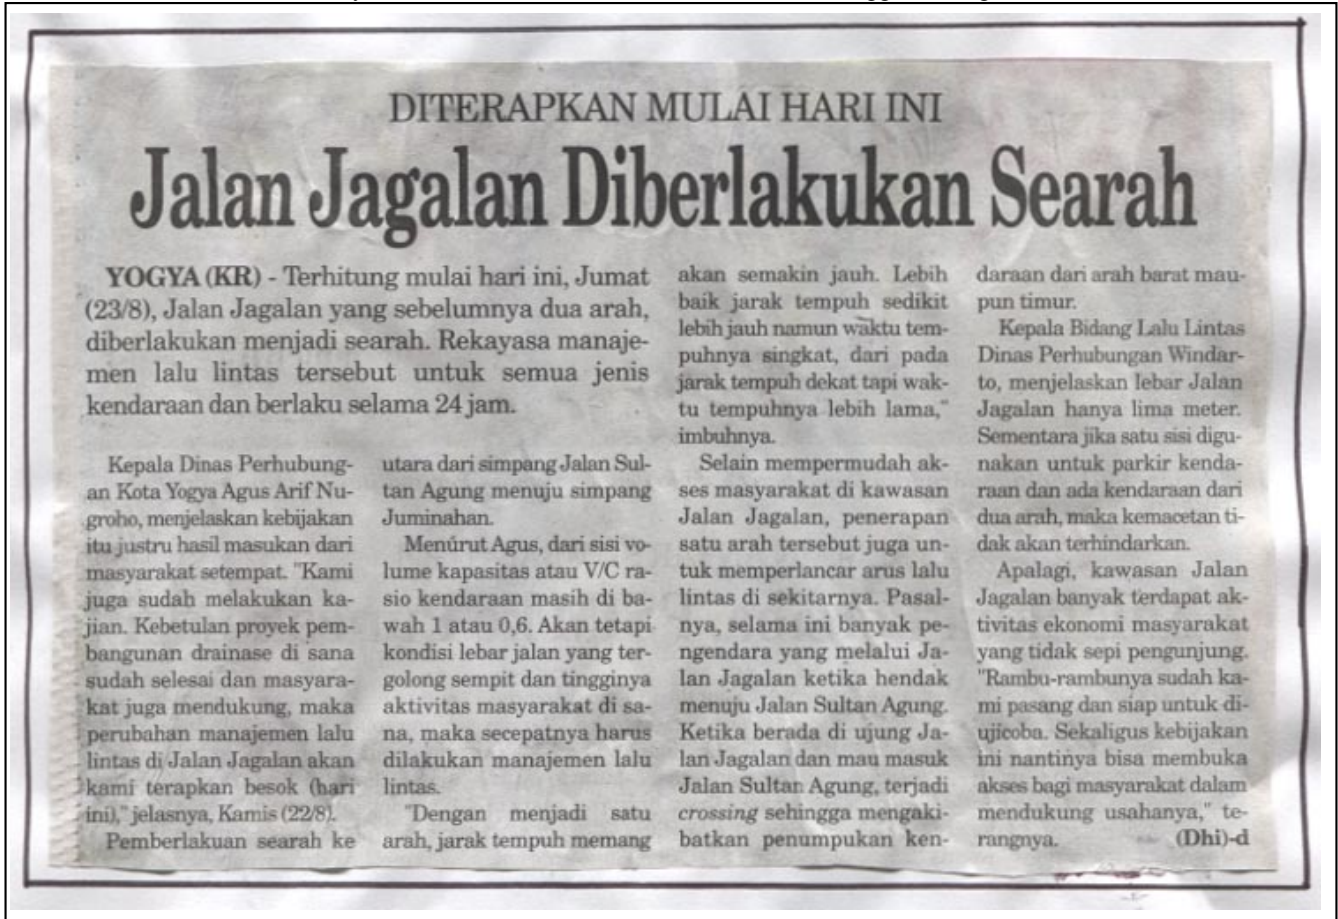 DITERAPKAN MULAI HARI INI
Jalan Jagalan Diberlakukan Searah
YOGYA (KR) - Terhitung mulai hari ini, Jumat
(23/8), Jalan Jagalan yang sebelumnya dua arah,
diberlakukan menjadi searah. Rekayasa manaje-
men lalu lintas tersebut untuk semua jenis
kendaraan dan berlaku selama 24 jam.
Kepala Dinas Perhubung-
an Kota Yogya Agus Arif Nu-
groho, menjelaskan kebijakan
itu justru hasil masukan dari
masyarakat setempat. "Kami
juga sudah melakukan ka-
jian. Kebetulan proyek pem-
bangunan drainase di sana
sudah selesai dan masyara-
kat juga mendukung, maka
perubahan manajemen lalu
lintas di Jalan Jagalan akan
kami terapkan besok (hari
ini)," jelasnya, Kamis (22/8).
Pemberlakuan searah ke
utara dari simpang Jalan Sul-
tan Agung menuju simpang
Juminahan.
Menurut Agus, dari sisi vo-
lume kapasitas atau V/C ra-
sio kendaraan masih di ba-
wah 1 atau 0,6. Akan tetapi
kondisi lebar jalan yang ter-
golong sempit dan tingginya
aktivitas masyarakat di sa-
na, maka secepatnya harus
dilakukan manajemen lalu
lintas.
"Dengan menjadi satu
arah, jarak tempuh memang
akan semakin jauh. Lebih
baik jarak tempuh sedikit
lebih jauh namun waktu tem-
puhnya singkat, dari pada
jarak tempuh dekat tapi wak-
tu tempuhnya lebih lama,"
imbuhnya.
Selain mempermudah ak-
ses masyarakat di kawasan
Jalan Jagalan, penerapan
satu arah tersebut juga un-
tuk memperlancar arus lalu
lintas di sekitarnya. Pasal-
nya, selama ini banyak pe-
ngendara yang melalui Ja-
lan Jagalan ketika hendak
menuju Jalan Sultan Agung.
Ketika berada di ujung Ja-
lan Jagalan dan mau masuk
Jalan Sultan Agung, terjadi
crossing sehingga mengaki-
batkan penumpukan ken-
daraan dari arah barat mau-
pun timur.
Kepala Bidang Lalu Lintas
Dinas Perhubungan Windar-
to, menjelaskan lebar Jalan
Jagalan hanya lima meter.
Sementara jika satu sisi digu-
nakan untuk parkir kenda-
raan dan ada kendaraan dari
dua arah, maka kemacetan ti-
dak akan terhindarkan.
Apalagi, kawasan Jalan
Jagalan banyak terdapat ak-
tivitas ekonomi masyarakat
yang tidak sepi pengunjung.
"Rambu-rambunya sudah ka-
mi pasang dan siap untuk di-
ujicoba. Sekaligus kebijakan
ini nantinya bisa membuka
akses bagi masyarakat dalam
mendukung usahanya," te-
rangnya. (Dhi)-d